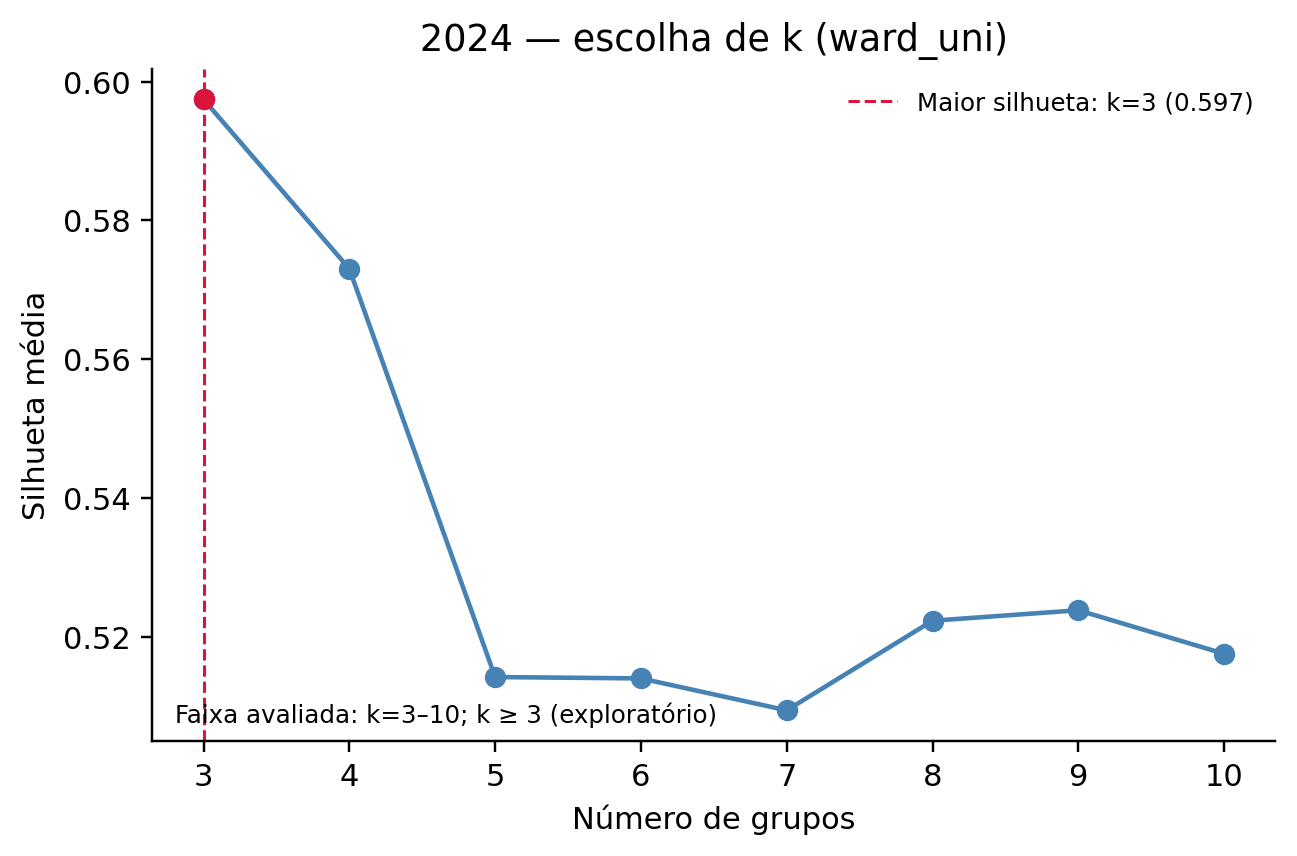 2024 — escolha de k (ward_uni)
Maior silhueta: k=3 (0.597)
Silhueta média
0.60
0.58
0.56
0.54
0.52
Faixa avaliada: k=3–10; k ≥ 3 (exploratório)
3 4 5 6 7 8 9 10
Número de grupos